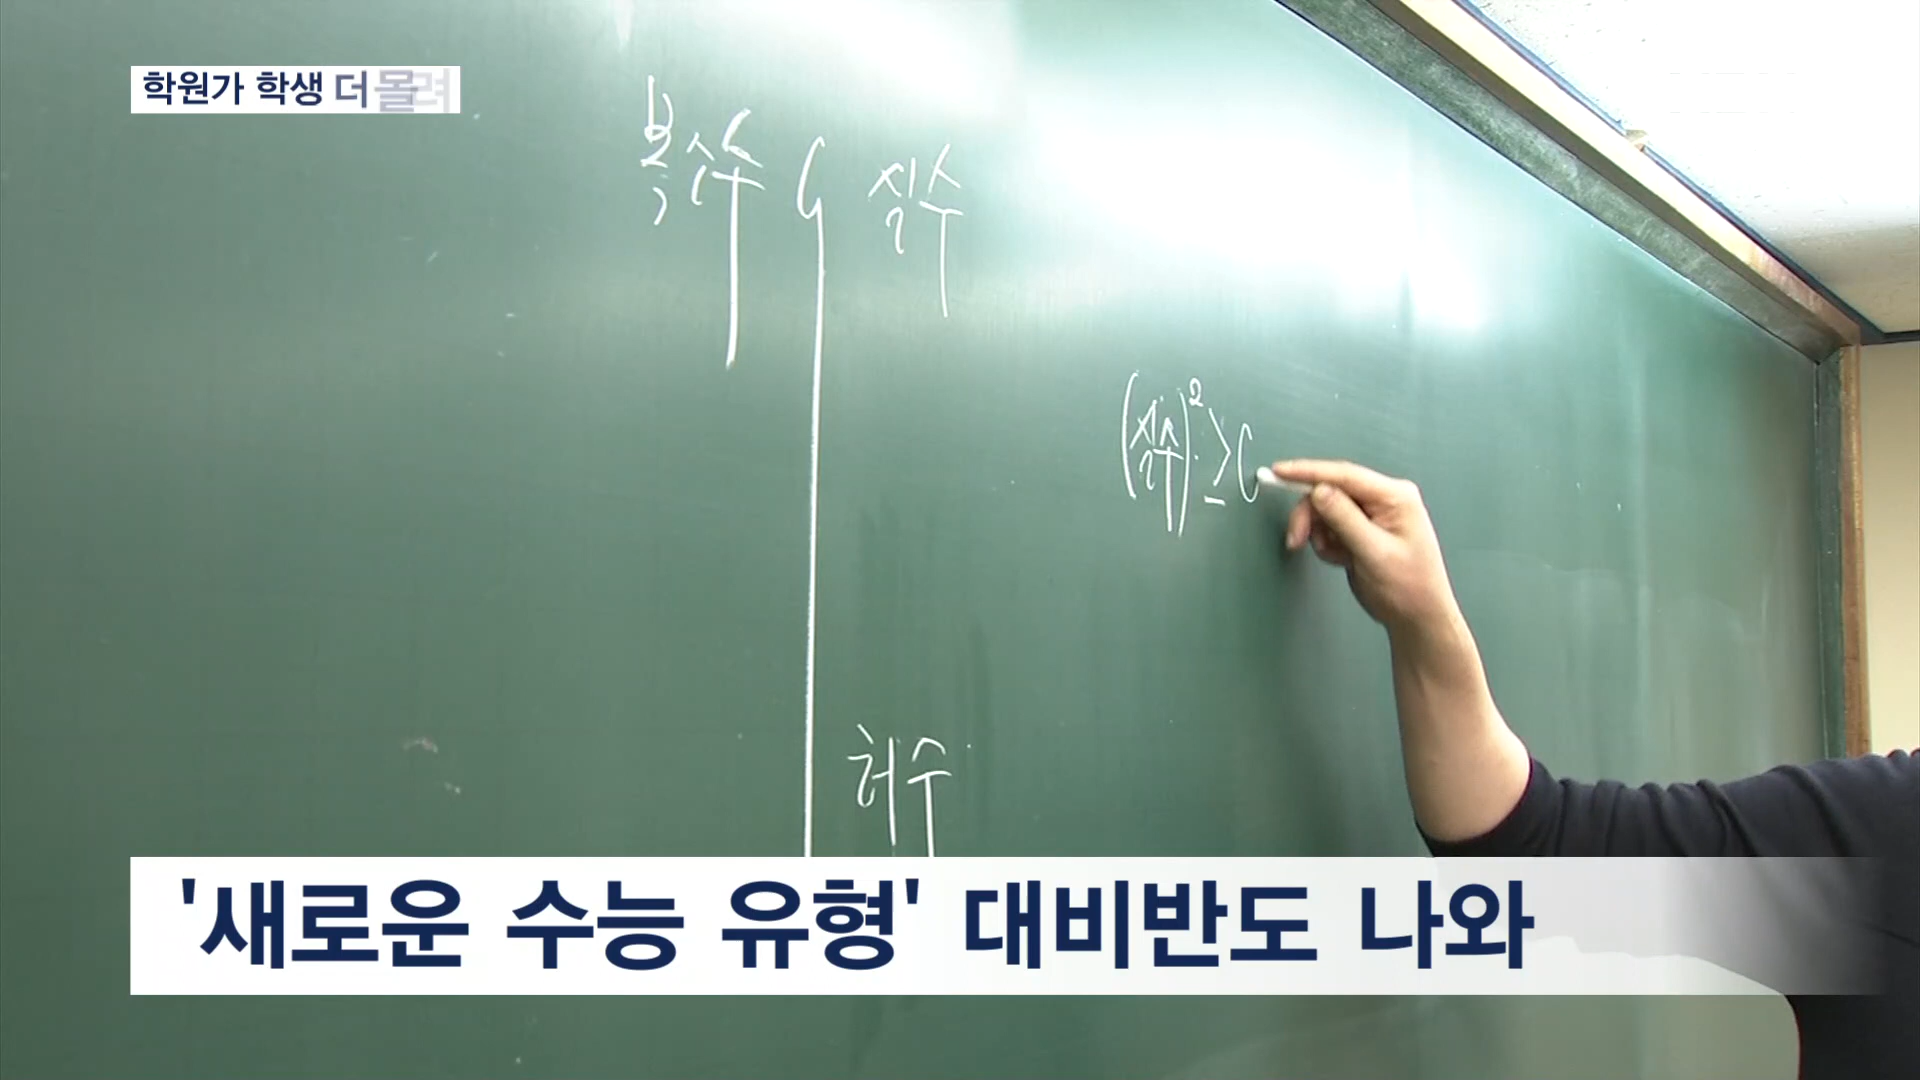 학원가 학생 더 몰려
복소수 실수
(실수)² ≥ 0
허수
'새로운 수능 유형' 대비반도 나와